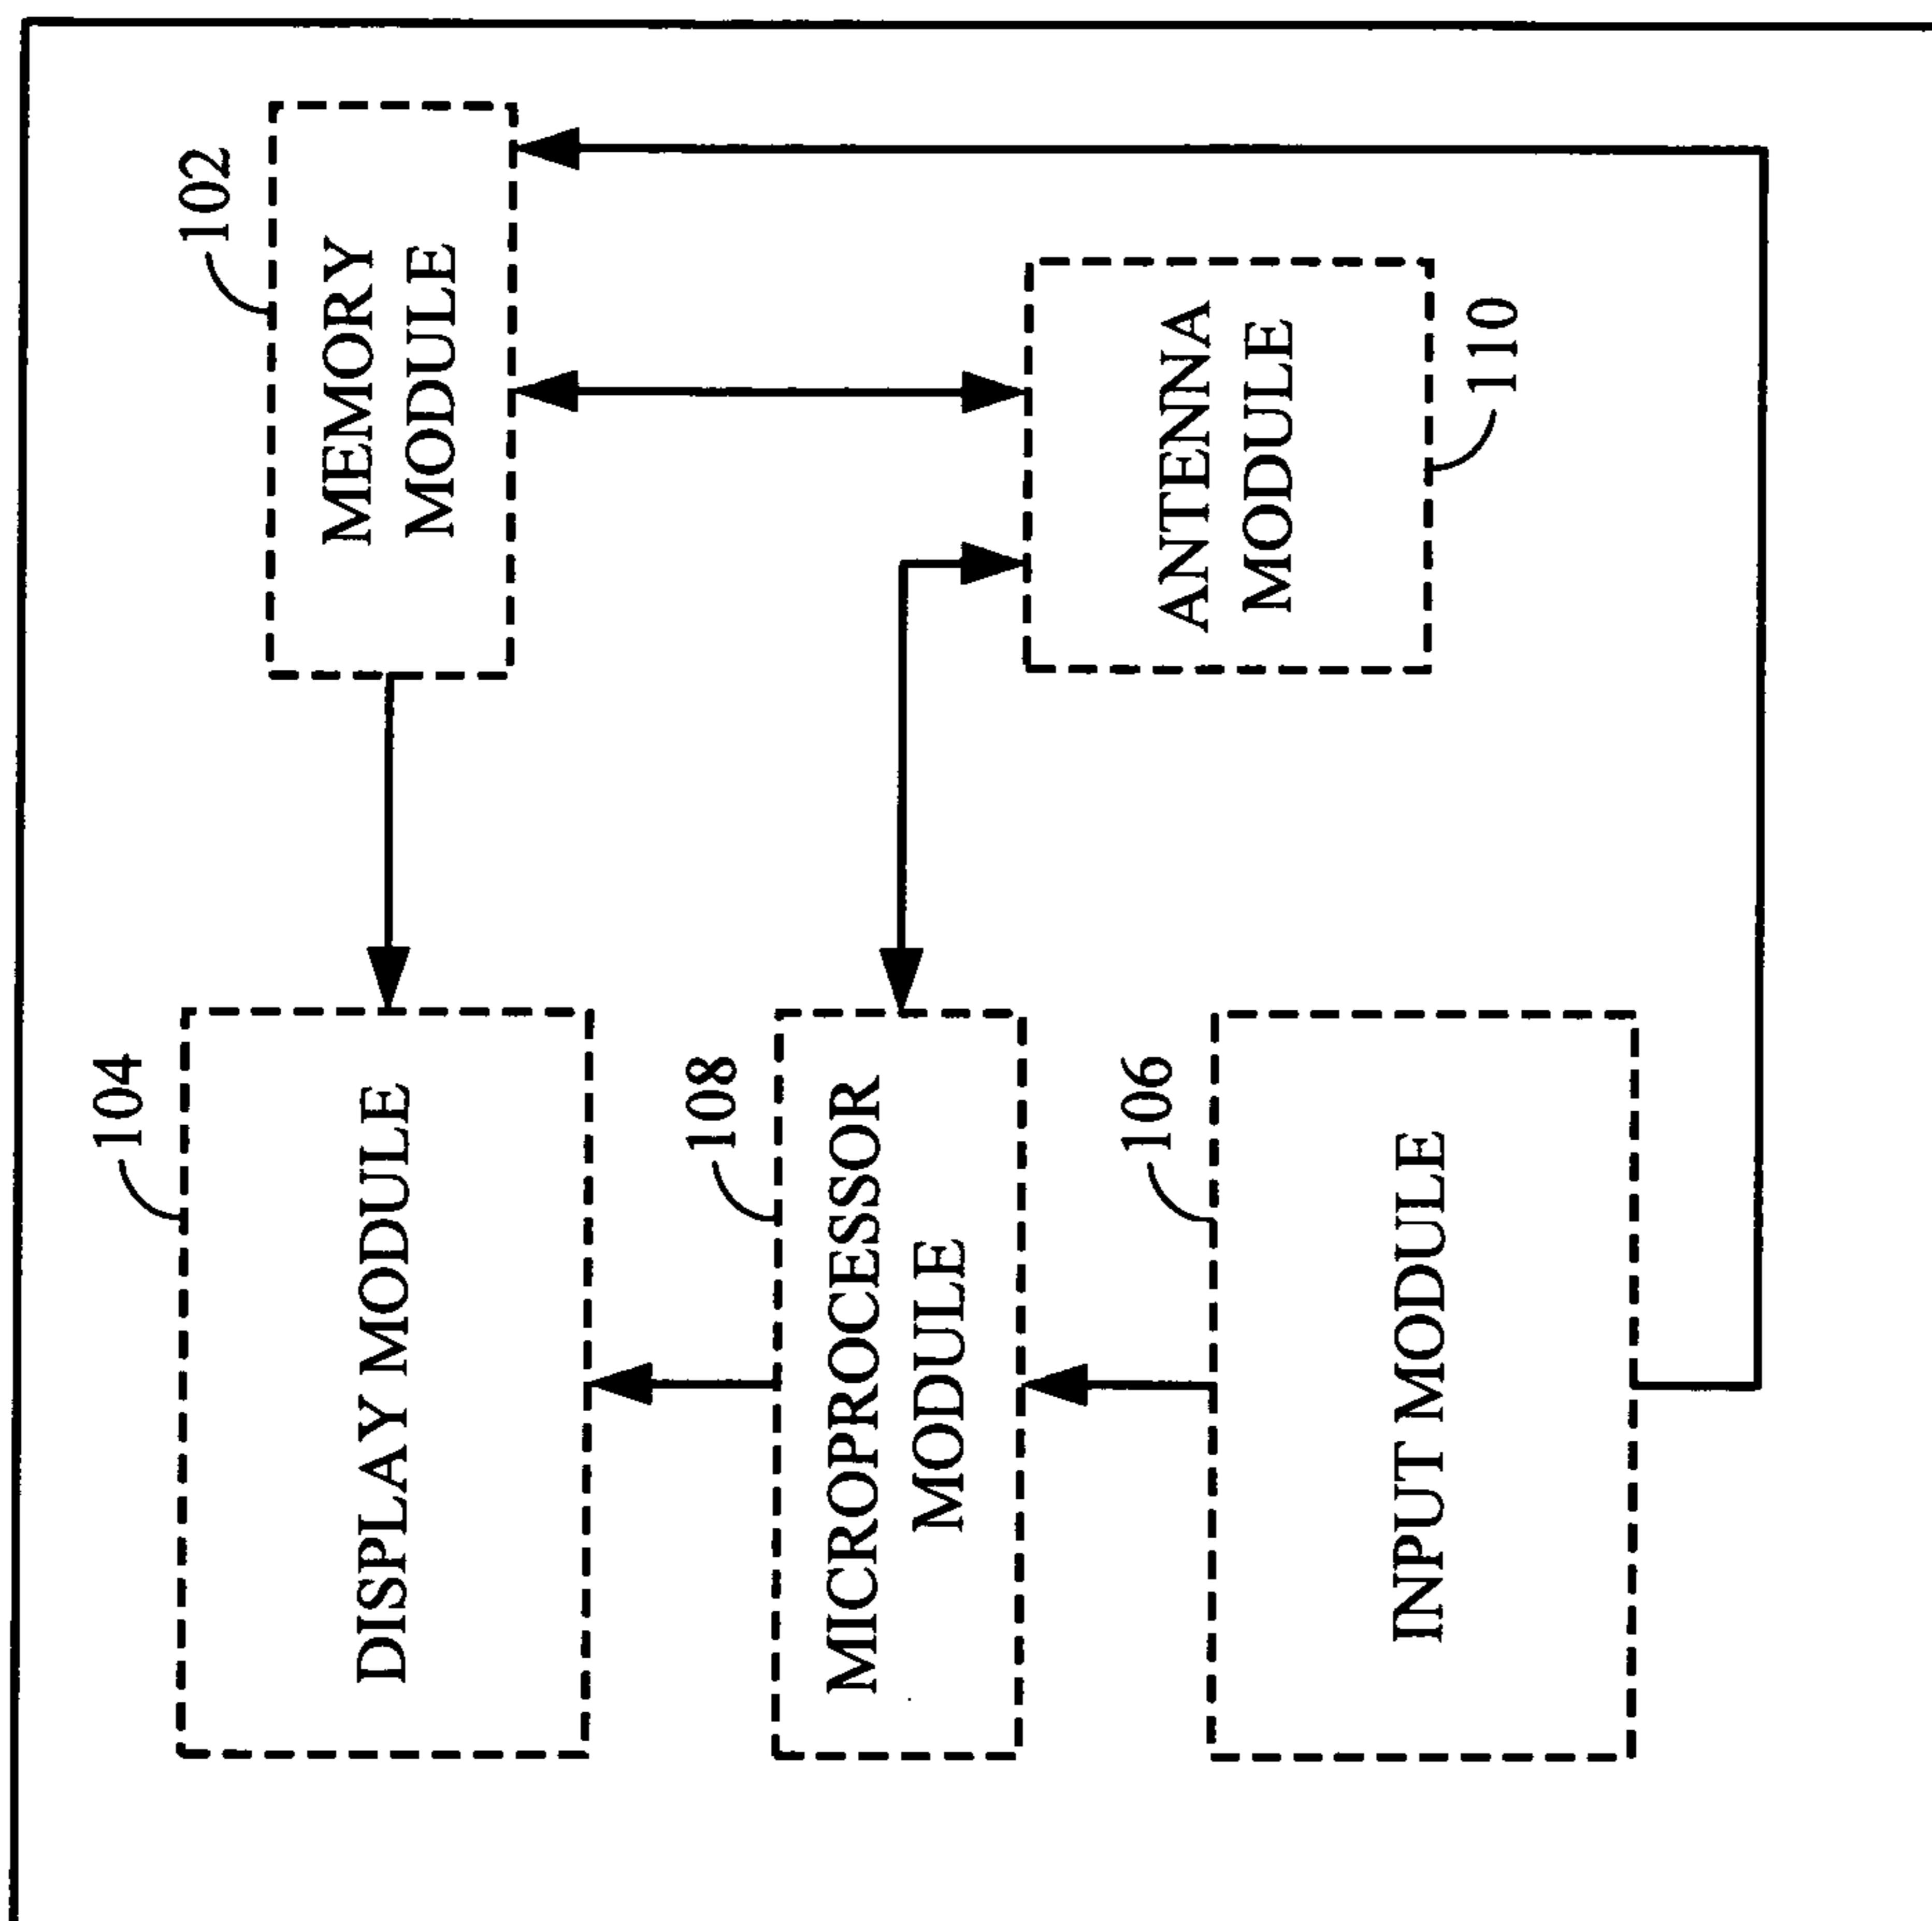 104
DISPLAY MODULE
102
MEMORY
MODULE
108
MICROPROCESSOR
MODULE
ANTENNA
MODULE
110
106
INPUT MODULE